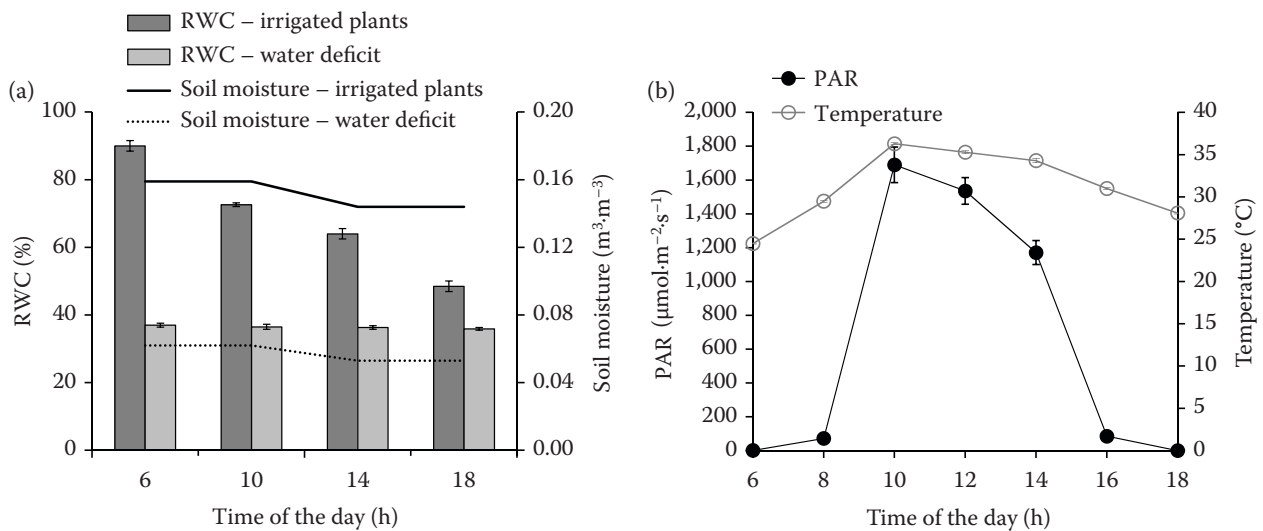 RWC – irrigated plants
RWC – water deficit
Soil moisture – irrigated plants
Soil moisture – water deficit
(a)
100
80
60
40
20
0
RWC (%)
0.20
0.16
0.12
0.08
0.04
0.00
Soil moisture (m³·m⁻³)
6 10 14 18
Time of the day (h)
(b)
PAR
Temperature
2,000
1,800
1,600
1,400
1,200
1,000
800
600
400
200
0
PAR (μmol·m⁻²·s⁻¹)
40
35
30
25
20
15
10
5
0
Temperature (°C)
6 8 10 12 14 16 18
Time of the day (h)